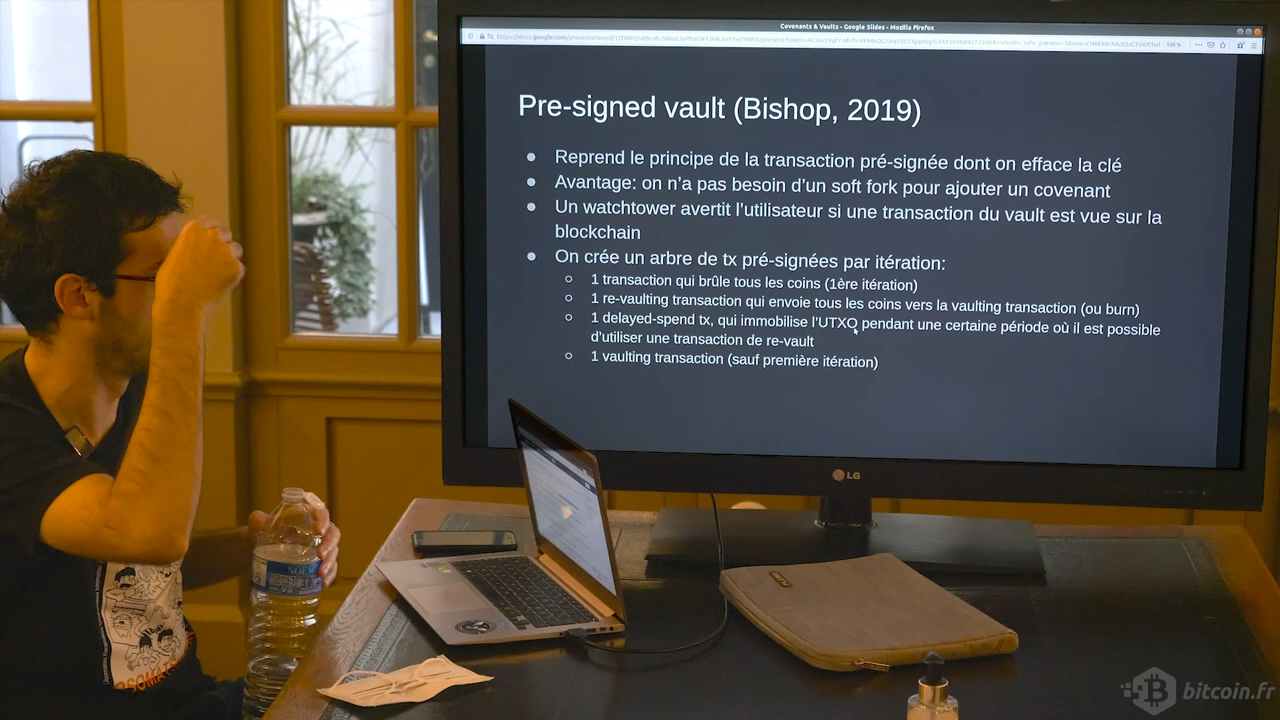 Covenants & Vaults - Google Slides - Mozilla Firefox
150 %
Pre-signed vault (Bishop, 2019)
● Reprend le principe de la transaction pré-signée dont on efface la clé
● Avantage: on n'a pas besoin d'un soft fork pour ajouter un covenant
● Un watchtower avertit l'utilisateur si une transaction du vault est vue sur la
blockchain
● On crée un arbre de tx pré-signées par itération:
○ 1 transaction qui brûle tous les coins (1ère itération)
○ 1 re-vaulting transaction qui envoie tous les coins vers la vaulting transaction (ou burn)
○ 1 delayed-spend tx, qui immobilise l'UTXO pendant une certaine période où il est possible
d'utiliser une transaction de re-vault
○ 1 vaulting transaction (sauf première itération)
LG
bitcoin.fr